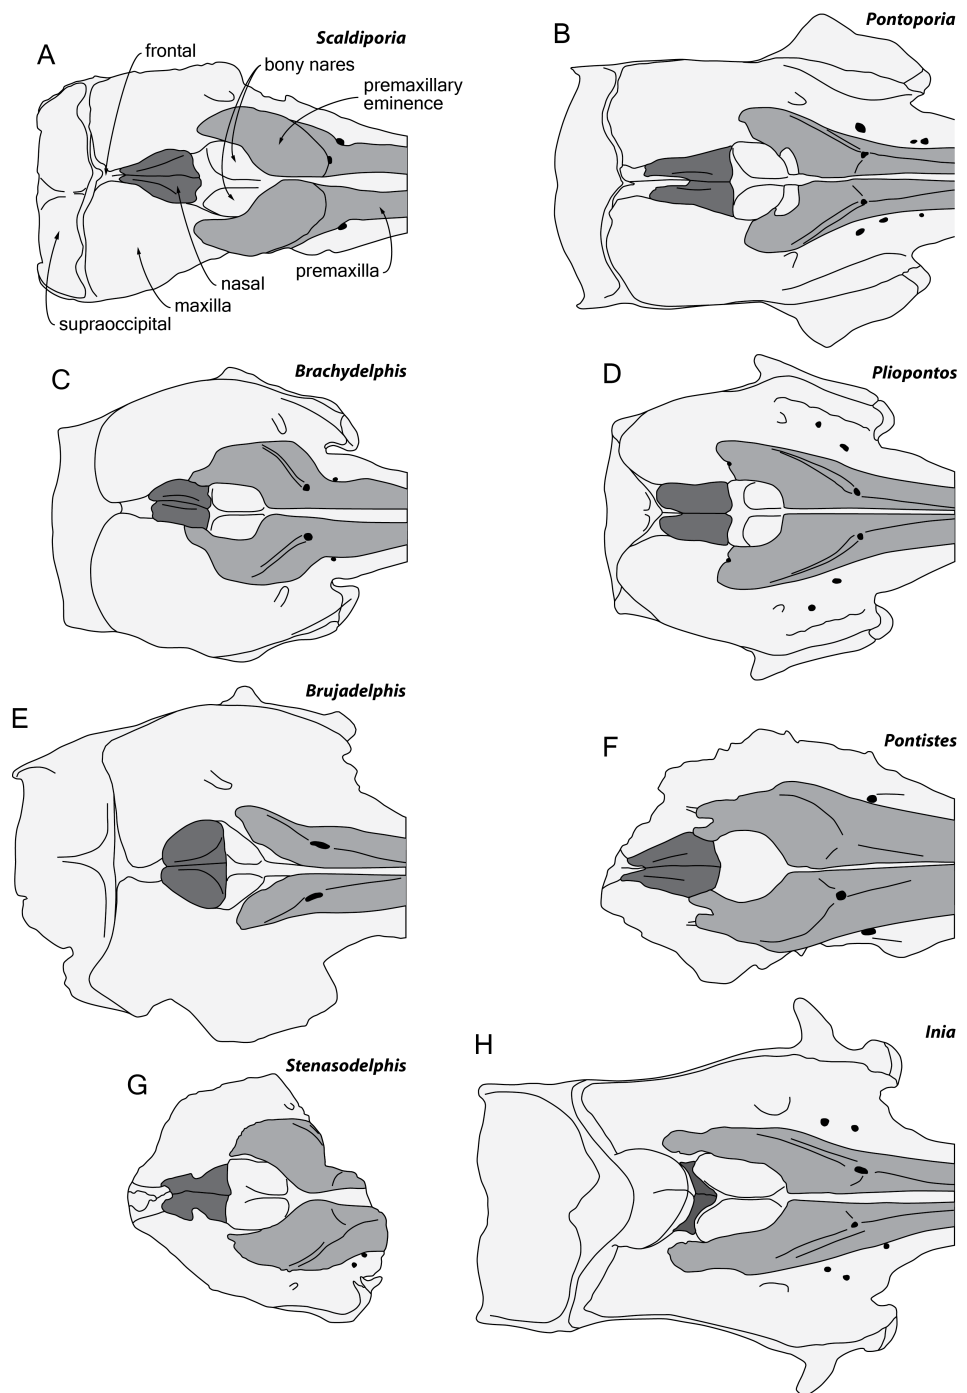 A
Scaldiporia
frontal
bony nares
premaxillary
eminence
premaxilla
nasal
maxilla
supraoccipital
B
Pontoporia
C
Brachydelphis
D
Pliopontos
E
Brujadelphis
F
Pontistes
G
Stenasodelphis
H
Inia